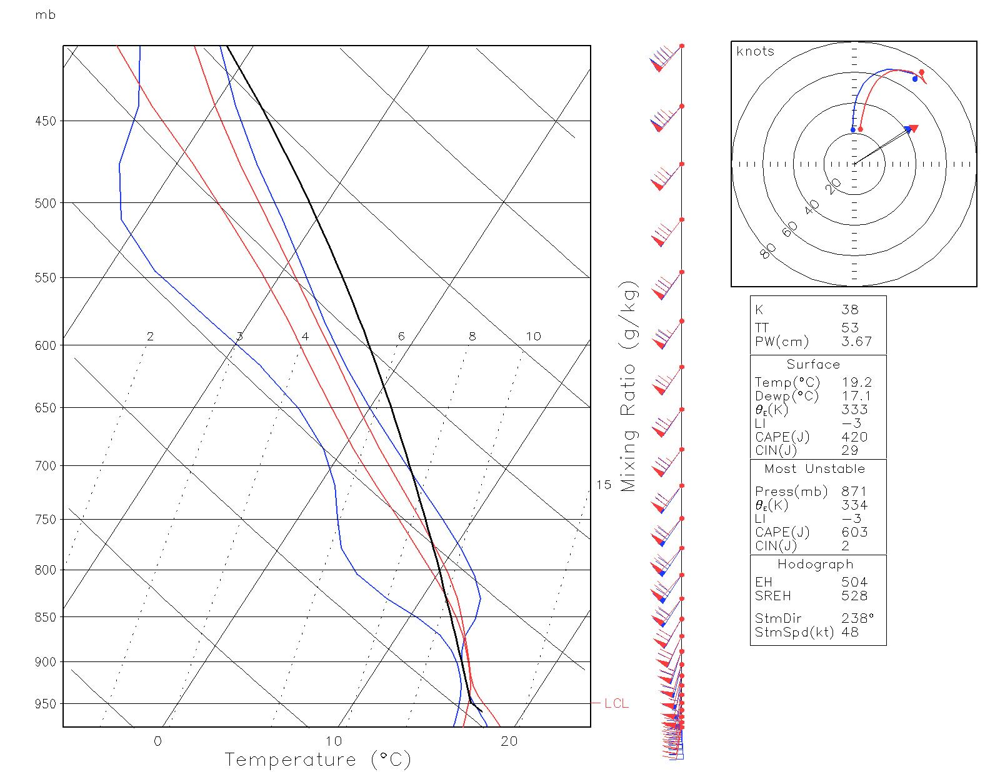 mb
knots
450
500
550
600
650
700
750
800
850
900
950
2
3
4
6
8
10
15
Mixing Ratio (g/kg)
LCL
0
10
20
Temperature (°C)
20
40
60
80
K 38
TT 53
PW(cm) 3.67
Surface
Temp(°C) 19.2
Dewp(°C) 17.1
θE(K) 333
LI −3
CAPE(J) 420
CIN(J) 29
Most Unstable
Press(mb) 871
θE(K) 334
LI −3
CAPE(J) 603
CIN(J) 2
Hodograph
EH 504
SREH 528
StmDir 238°
StmSpd(kt) 48